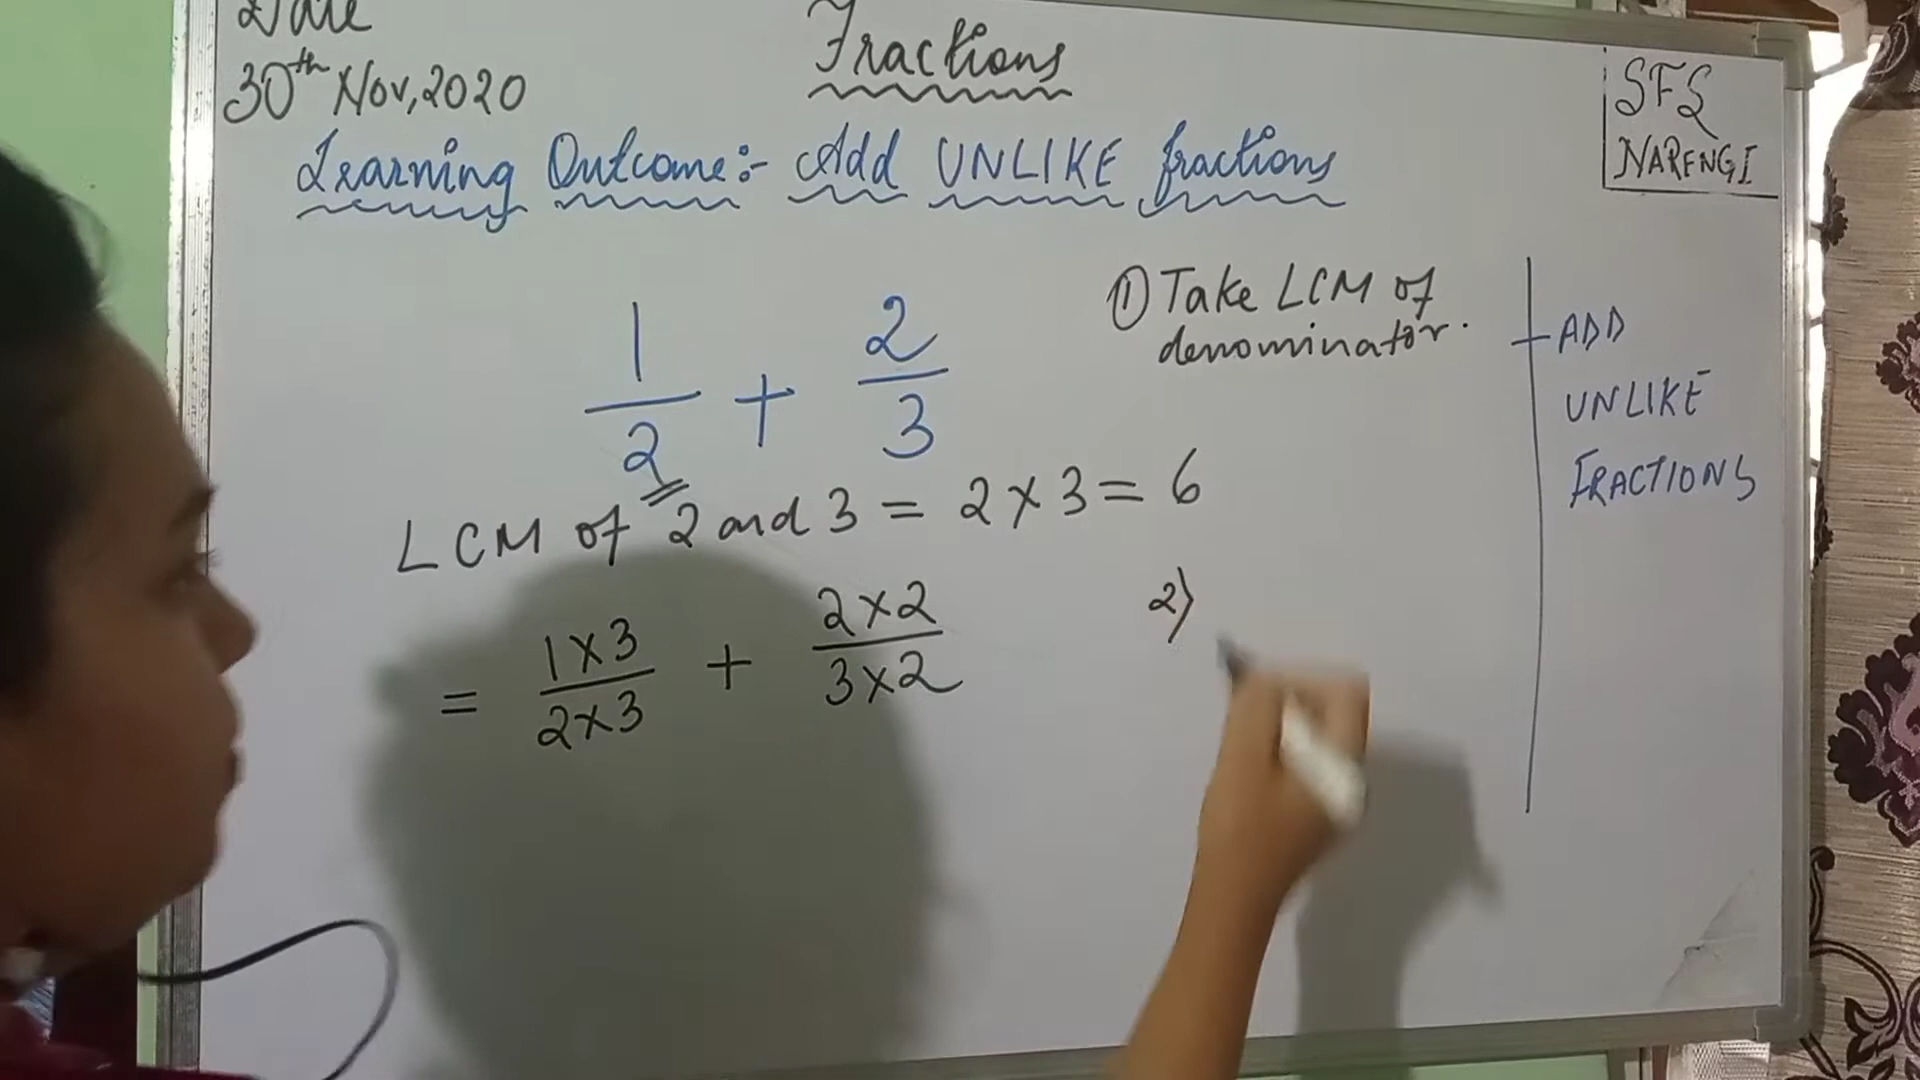 Date
30th Nov, 2020
Fractions
SFS
NARENGI
Learning Outcome:- Add UNLIKE fractions
1/2 + 2/3
① Take LCM of
denominator.
ADD
UNLIKE
FRACTIONS
LCM of 2 and 3 = 2 × 3 = 6
= 1×3/2×3 + 2×2/3×2
2)